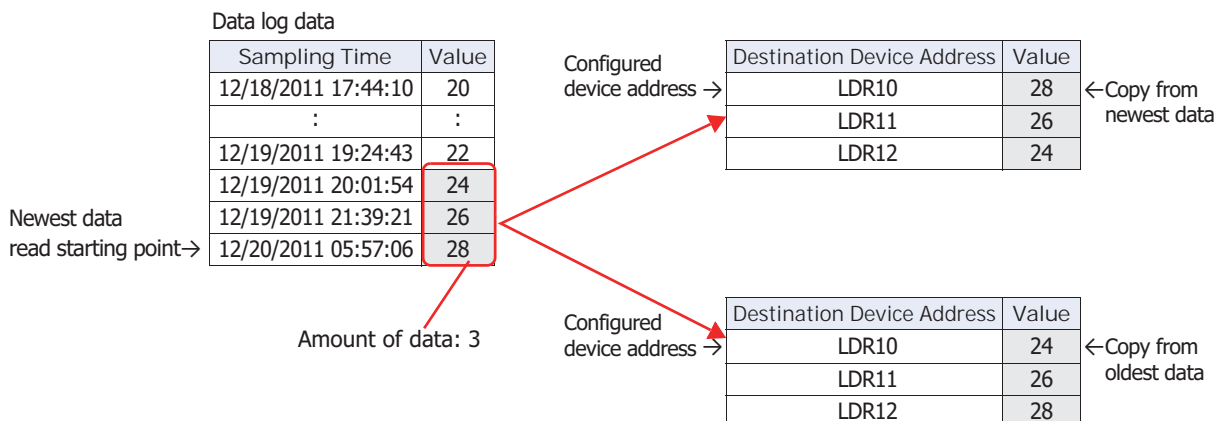 Data log data
Sampling Time Value
12/18/2011 17:44:10 20
: :
12/19/2011 19:24:43 22
12/19/2011 20:01:54 24
12/19/2011 21:39:21 26
12/20/2011 05:57:06 28
Newest data
read starting point→
Amount of data: 3
Configured
device address →
Destination Device Address Value
LDR10 28
LDR11 26
LDR12 24
←Copy from
newest data
Configured
device address →
Destination Device Address Value
LDR10 24
LDR11 26
LDR12 28
←Copy from
oldest data